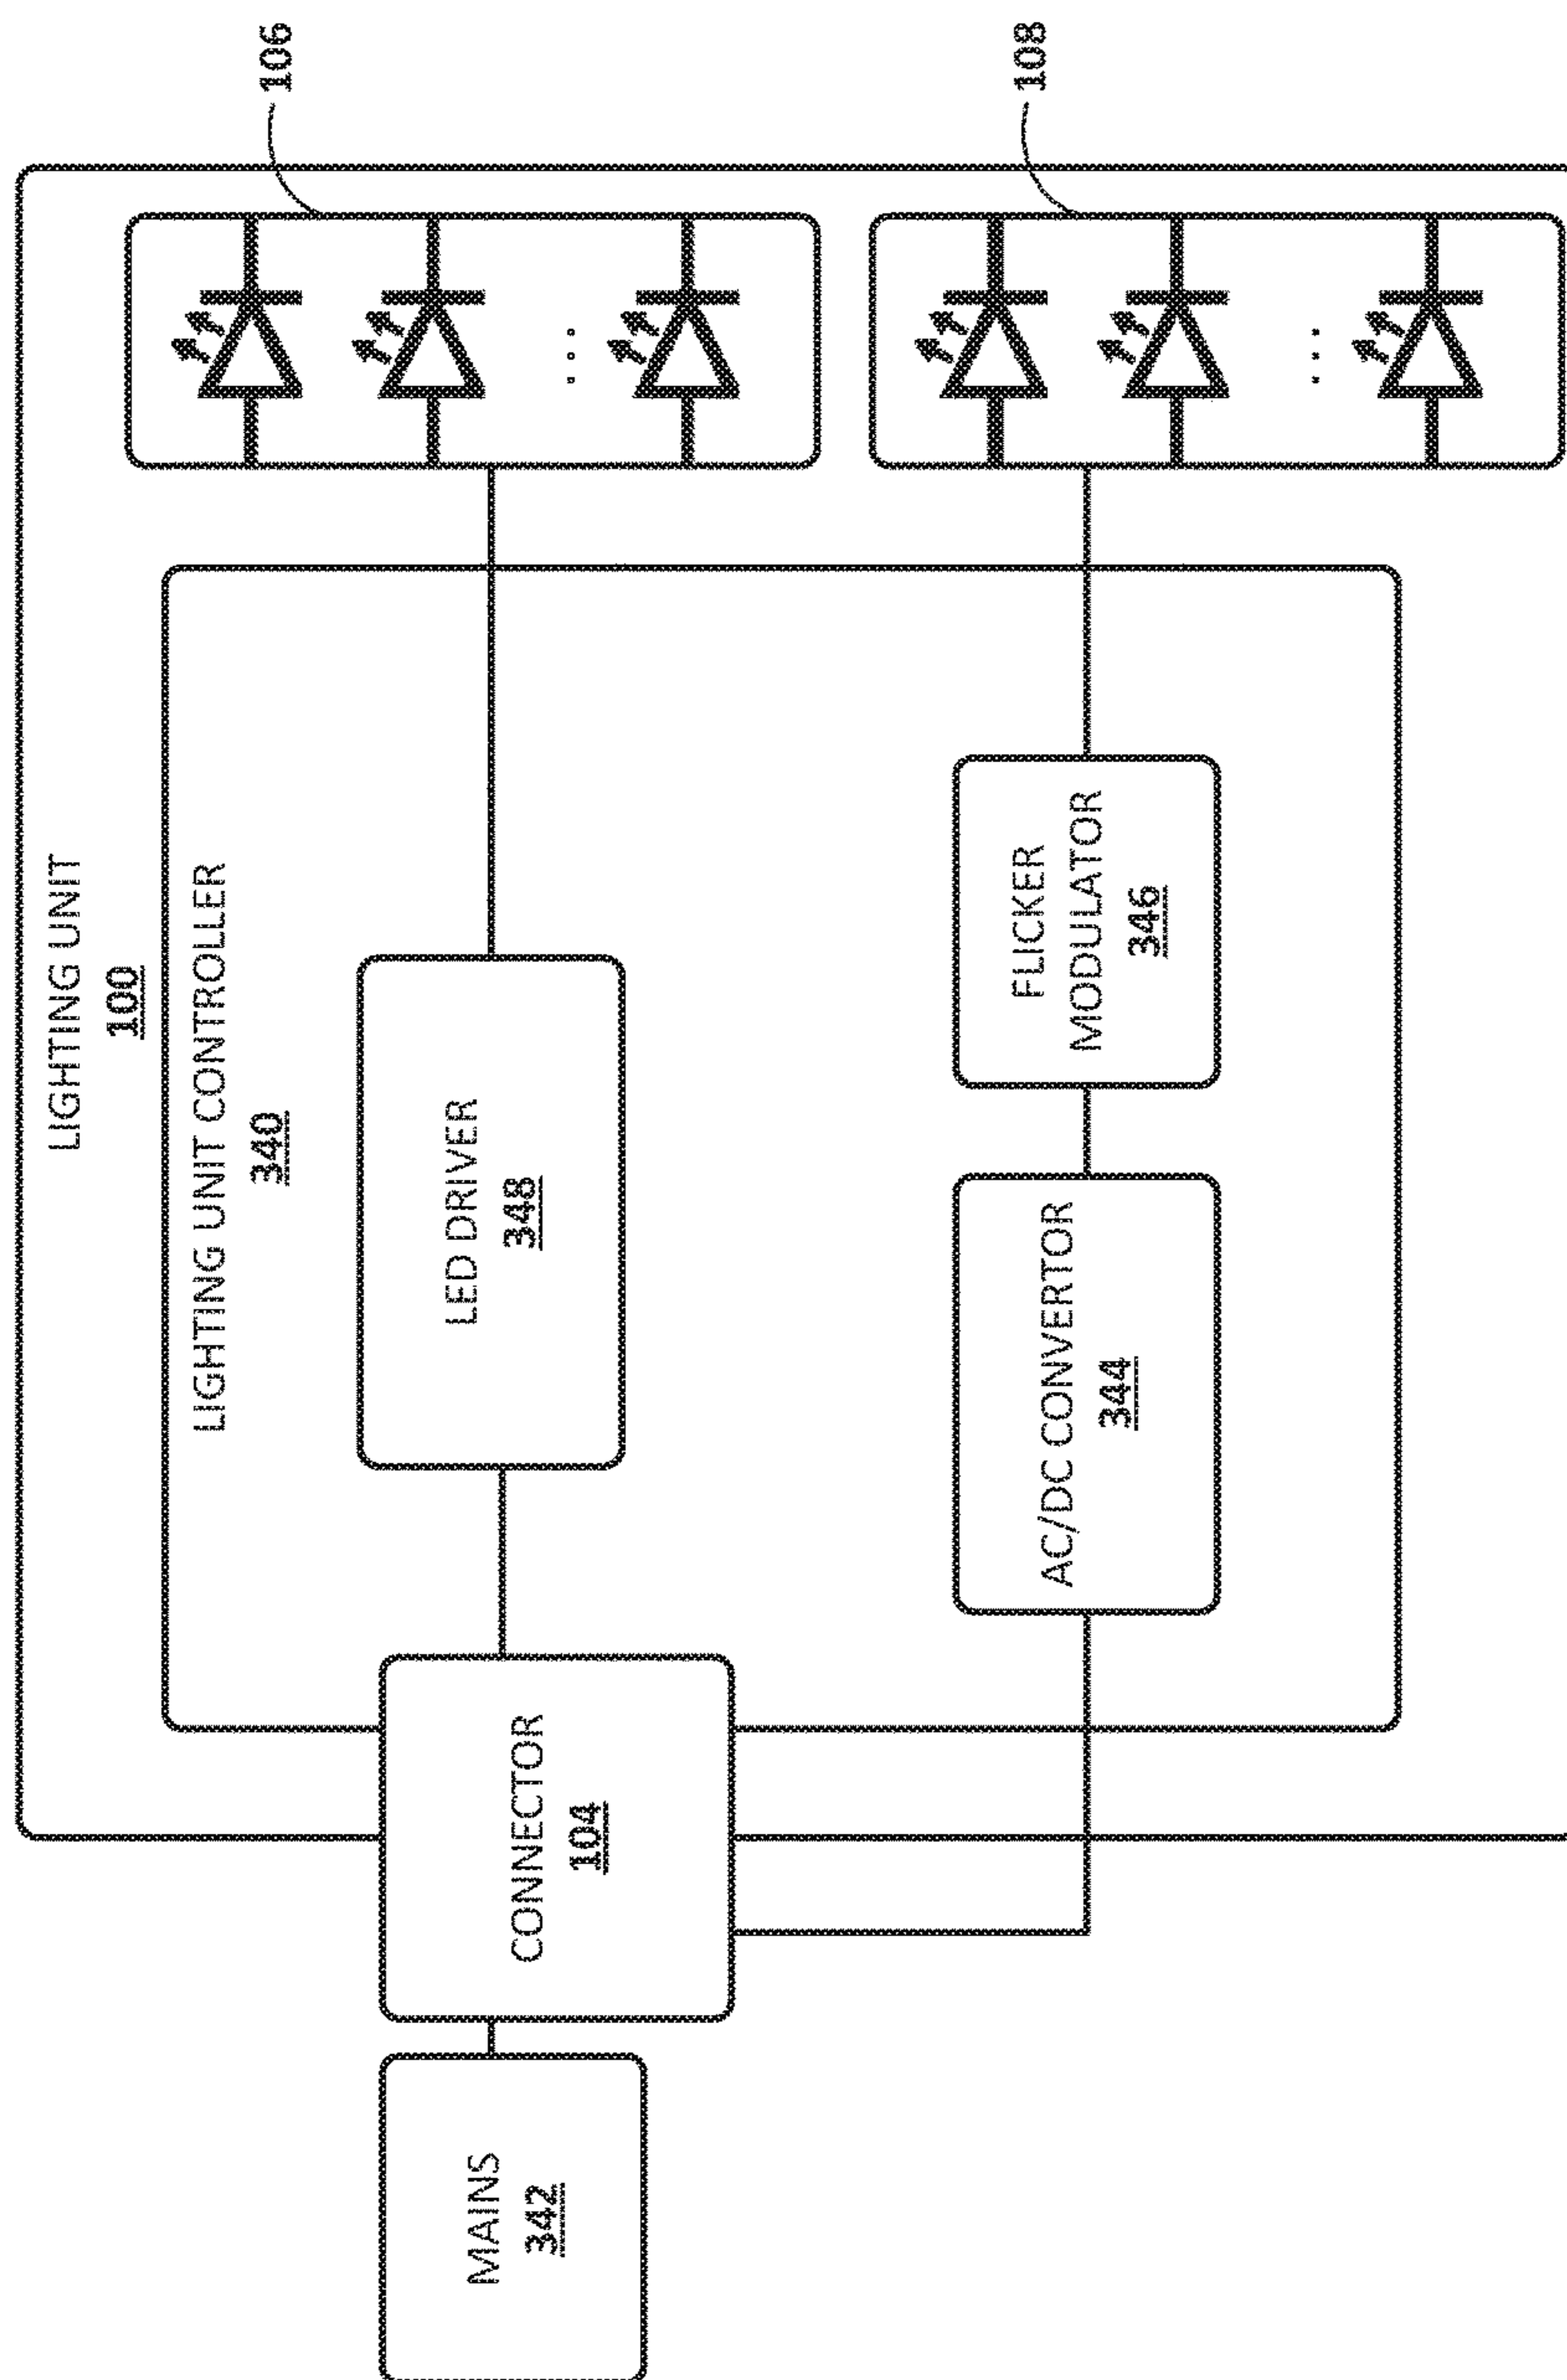 LIGHTING UNIT
100
LIGHTING UNIT CONTROLLER
340
MAINS
342
CONNECTOR
104
LED DRIVER
348
106
AC/DC CONVERTOR
344
FLICKER
MODULATOR
346
108